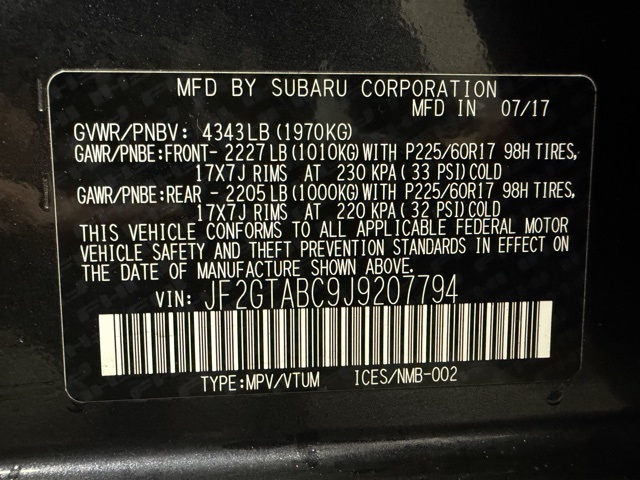 MFD BY SUBARU CORPORATION
MFD IN 07/17
GVWR/PNBV: 4343LB (1970KG)
GAWR/PNBE:FRONT- 2227LB(1010KG)WITH P225/60R17 98H TIRES,
17X7J RIMS AT 230 KPA( 33 PSI)COLD
GAWR/PNBE:REAR - 2205LB(1000KG)WITH P225/60R17 98H TIRES,
17X7J RIMS AT 220 KPA( 32 PSI)COLD
THIS VEHICLE CONFORMS TO ALL APPLICABLE FEDERAL MOTOR
VEHICLE SAFETY AND THEFT PREVENTION STANDARDS IN EFFECT ON
THE DATE OF MANUFACTURE SHOWN ABOVE.
VIN: JF2GTABC9J9207794
TYPE:MPV/VTUM ICES/NMB-002